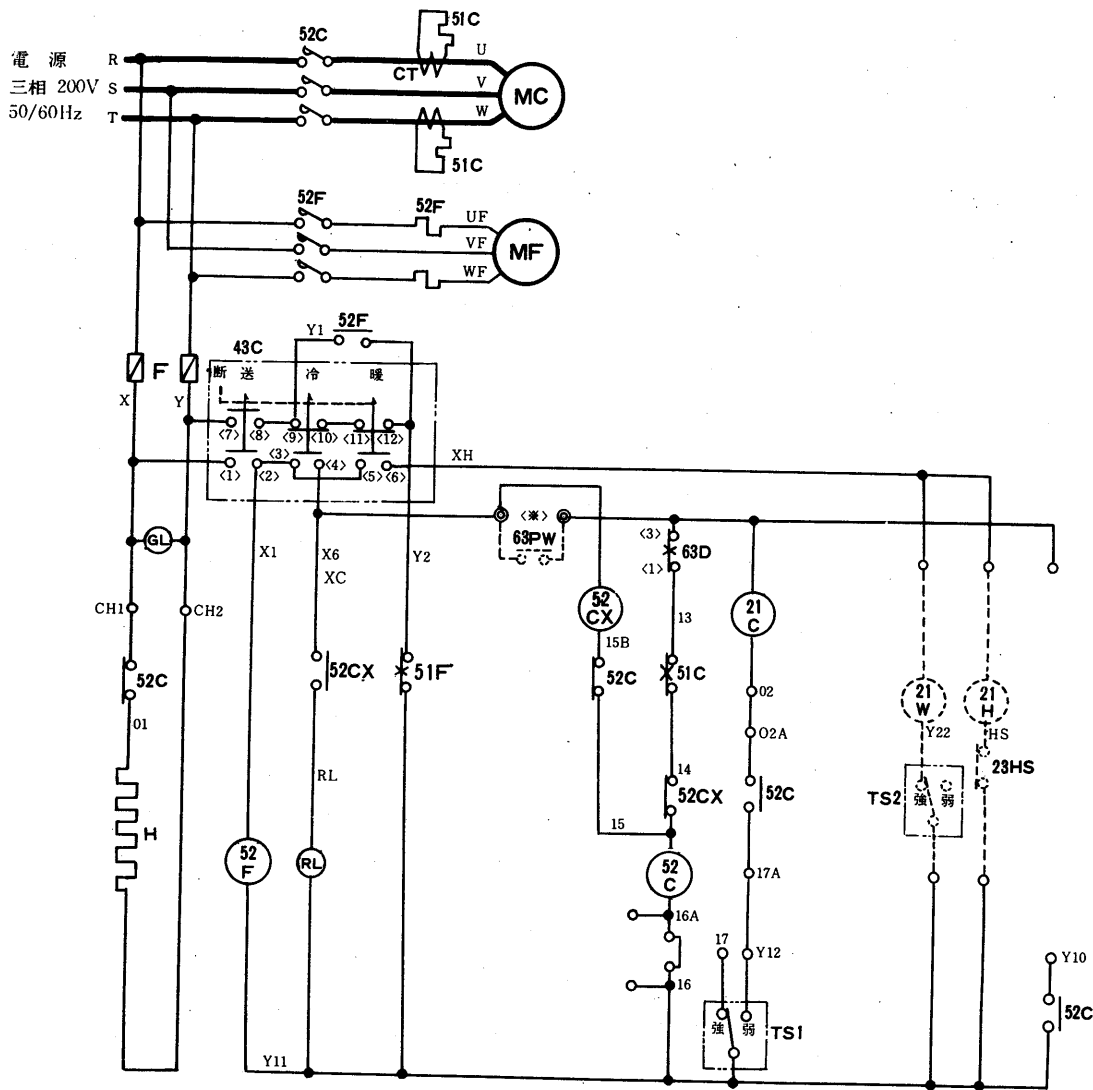 51C
52C
電源 R
U
CT
三相 200V S
V
MC
50/60Hz T
W
51C
52F
52F
UF
VF
MF
WF
52F
Y1
43C
F
断 送 冷 暖
X
Y
<7> <8> <9> <10> <11> <12>
<3>
<1> <2> <4> <5> <6>
XH
<※>
63PW
<3>
63D
<1>
GL
X1
X6
XC
Y2
CH1
CH2
52
CX
21
C
13
15B
52C
52CX
51F
52C
51C
01
02
O2A
21
W
21
H
Y22
HS
23HS
14
RL
52CX
52C
TS2
強 弱
H
15
52
F
RL
52
C
17A
16A
17
Y12
16
Y10
強 弱
TS1
52C
Y11